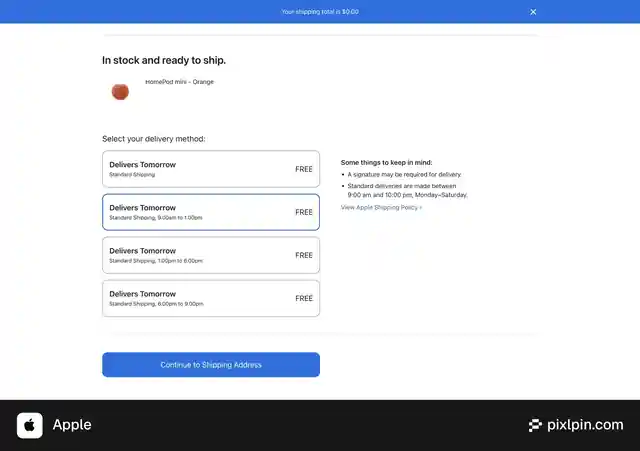 Your shipping total is $0.00
In stock and ready to ship.
HomePod mini - Orange
Select your delivery method:
Delivers Tomorrow
Standard Shipping
FREE
Delivers Tomorrow
Standard Shipping, 9:00am to 1:00pm
FREE
Delivers Tomorrow
Standard Shipping, 1:00pm to 6:00pm
FREE
Delivers Tomorrow
Standard Shipping, 6:00pm to 9:00pm
FREE
Some things to keep in mind:
• A signature may be required for delivery.
• Standard deliveries are made between
9:00 am and 10:00 pm, Monday–Saturday.
View Apple Shipping Policy ›
Continue to Shipping Address
Apple
pixlpin.com